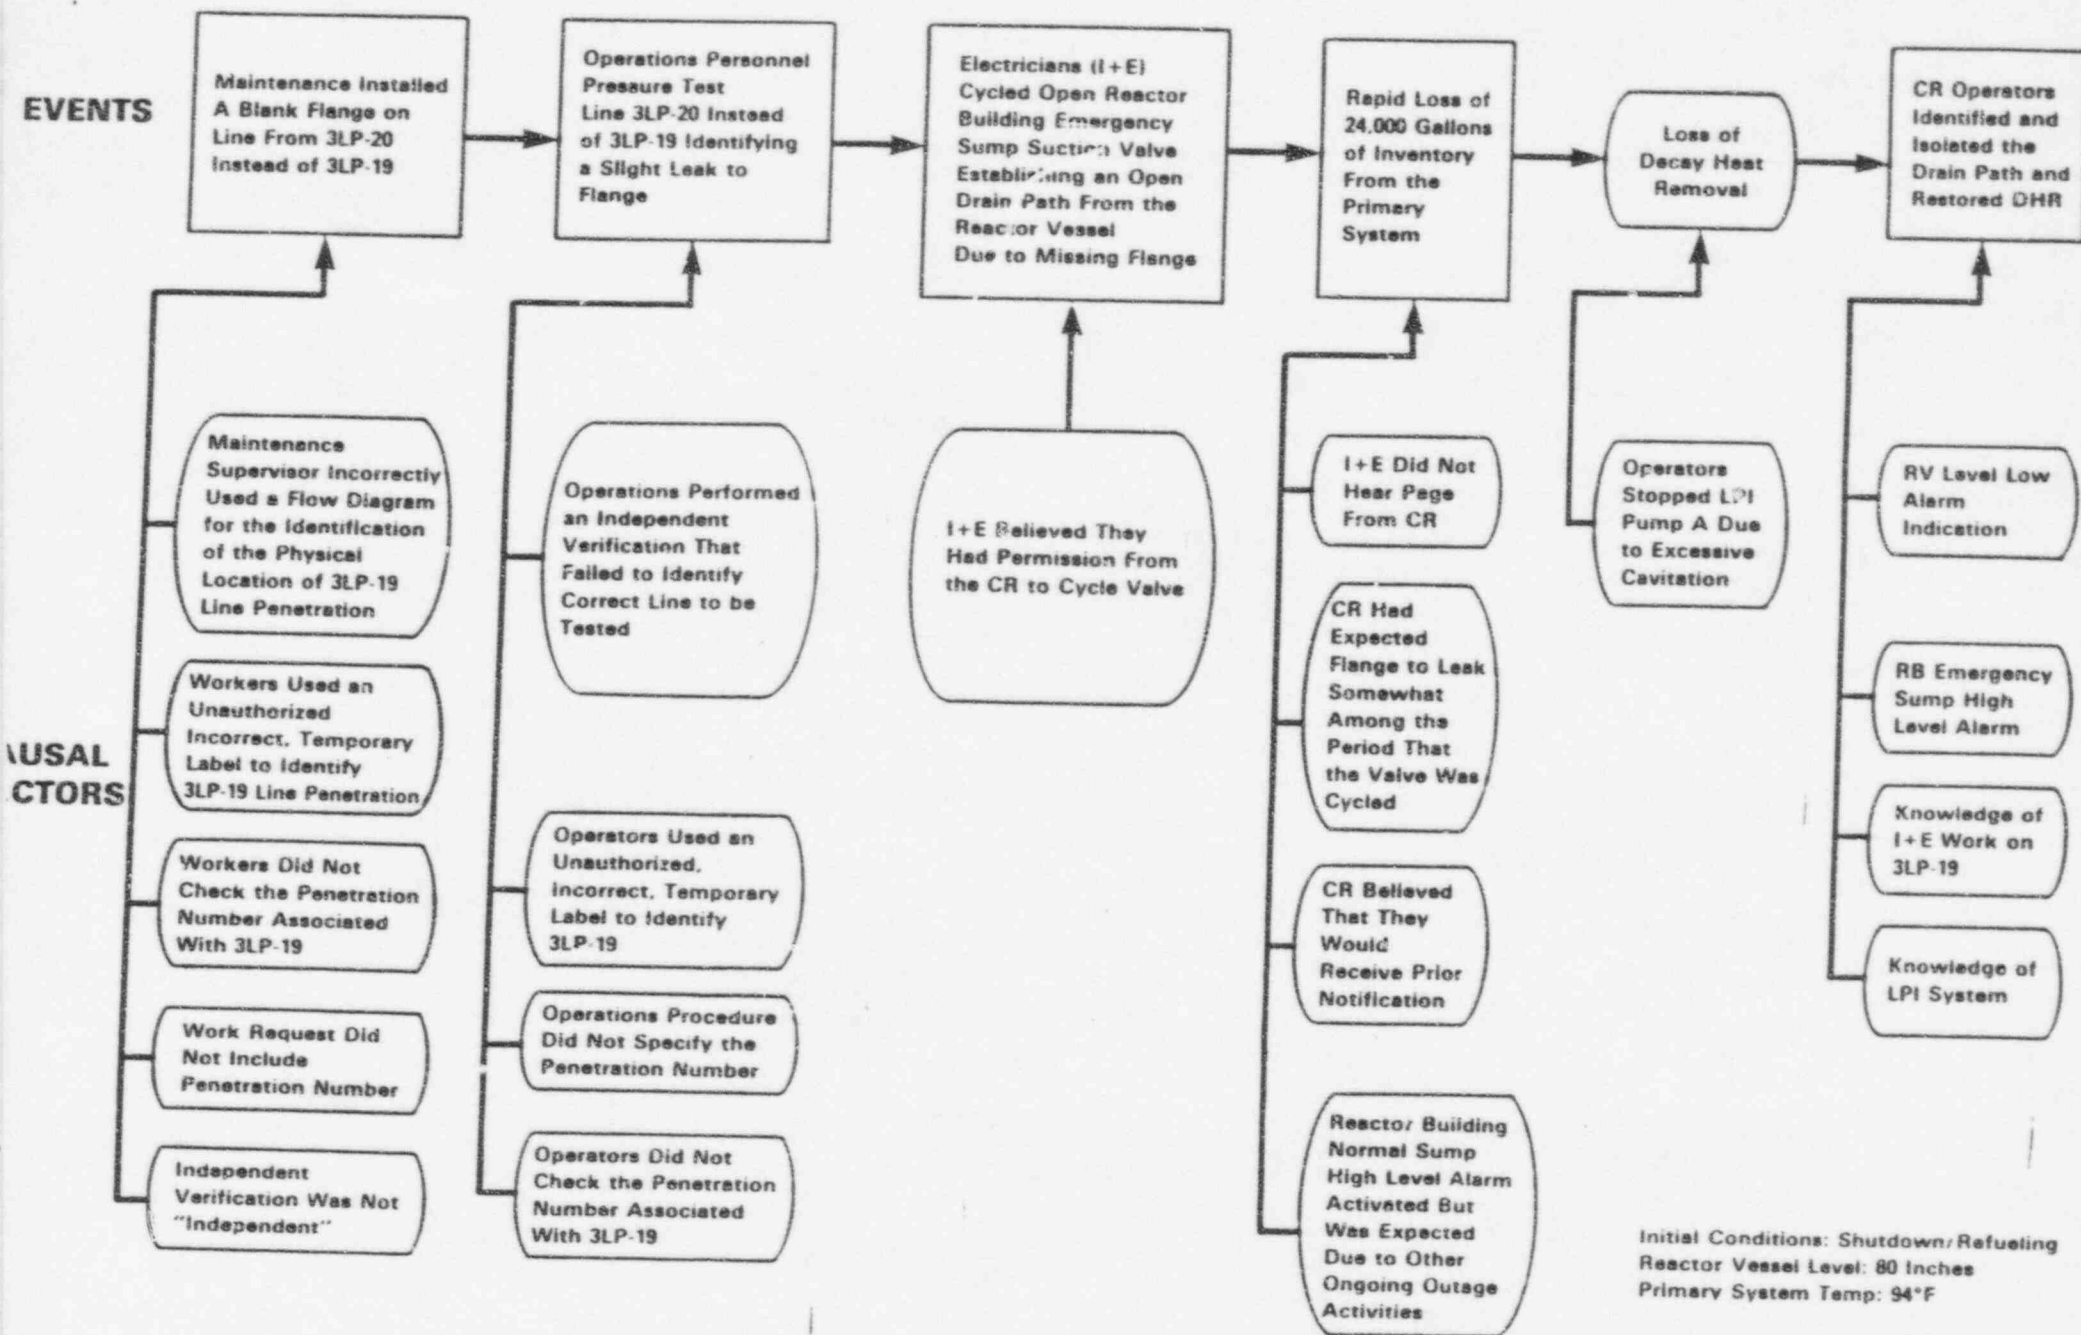 EVENTS
Maintenance Installed
A Blank Flange on
Line From 3LP-20
Instead of 3LP-19
Operations Personnel
Pressure Test
Line 3LP-20 Instead
of 3LP-19 Identifying
a Slight Leak to
Flange
Electricians (I+E)
Cycled Open Reactor
Building Emergency
Sump Suction Valve
Establishing an Open
Drain Path From the
Reactor Vessel
Due to Missing Flange
Rapid Loss of
24,000 Gallons
of Inventory
From the
Primary
System
Loss of
Decay Heat
Removal
CR Operators
Identified and
Isolated the
Drain Path and
Restored DHR
AUSAL
CTORS
Maintenance
Supervisor Incorrectly
Used a Flow Diagram
for the Identification
of the Physical
Location of 3LP-19
Line Penetration
Workers Used an
Unauthorized
Incorrect, Temporary
Label to Identify
3LP-19 Line Penetration
Workers Did Not
Check the Penetration
Number Associated
With 3LP-19
Work Request Did
Not Include
Penetration Number
Independent
Verification Was Not
"Independent"
Operations Performed
an Independent
Verification That
Failed to Identify
Correct Line to be
Tested
Operators Used an
Unauthorized,
Incorrect, Temporary
Label to Identify
3LP-19
Operations Procedure
Did Not Specify the
Penetration Number
Operators Did Not
Check the Penetration
Number Associated
With 3LP-19
I+E Believed They
Had Permission From
the CR to Cycle Valve
I+E Did Not
Hear Page
From CR
CR Had
Expected
Flange to Leak
Somewhat
Among the
Period That
the Valve Was
Cycled
CR Believed
That They
Would
Receive Prior
Notification
Reactor Building
Normal Sump
High Level Alarm
Activated But
Was Expected
Due to Other
Ongoing Outage
Activities
Operators
Stopped LPI
Pump A Due
to Excessive
Cavitation
RV Level Low
Alarm
Indication
RB Emergency
Sump High
Level Alarm
Knowledge of
I+E Work on
3LP-19
Knowledge of
LPI System
Initial Conditions: Shutdown/Refueling
Reactor Vessel Level: 80 Inches
Primary System Temp: 94°F